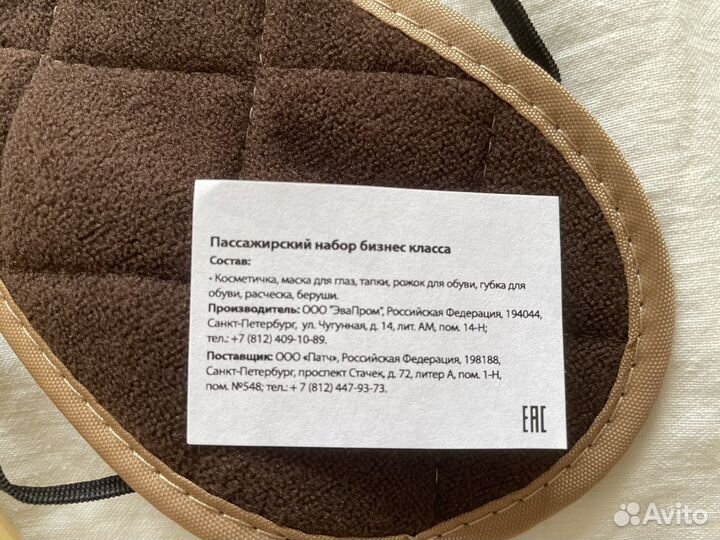 Пассажирский набор бизнес класса
Состав:
· Косметичка, маска для глаз, тапки, рожок для обуви, губка для
обуви, расческа, беруши.
Производитель: ООО "ЭваПром", Российская Федерация, 194044,
Санкт-Петербург, ул. Чугунная, д. 14, лит. АМ, пом. 14-Н;
тел.: +7 (812) 409-10-89.
Поставщик: ООО «Патч», Российская Федерация, 198188,
Санкт-Петербург, проспект Стачек, д. 72, литер А, пом. 1-Н,
пом. №548; тел.: + 7 (812) 447-93-73.
EAC
Avito